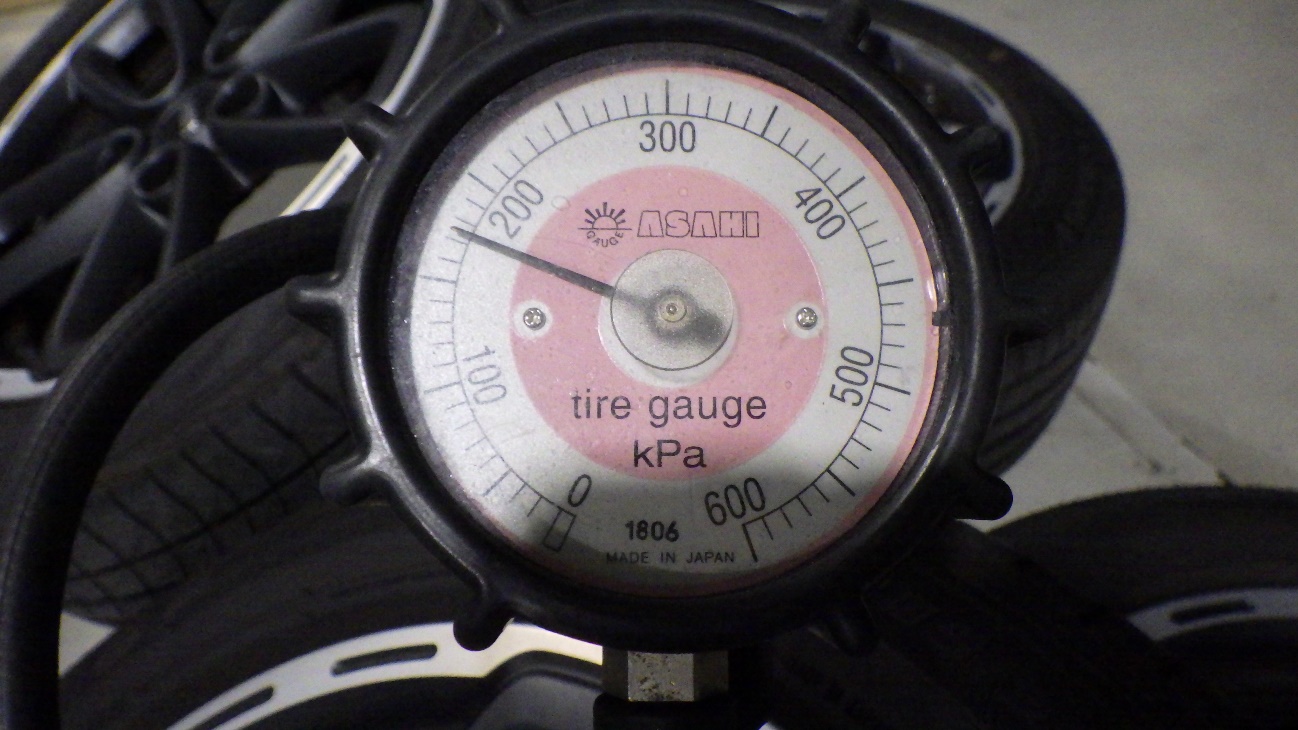 300
200
400
GAUGE ASAHI
100
500
tire gauge
kPa
0
600
1806
MADE IN JAPAN